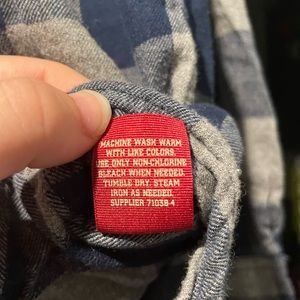 MACHINE WASH WARM
WITH LIKE COLORS.
USE ONLY NON-CHLORINE
BLEACH WHEN NEEDED.
TUMBLE DRY. STEAM
IRON AS NEEDED.
SUPPLIER 71038-4